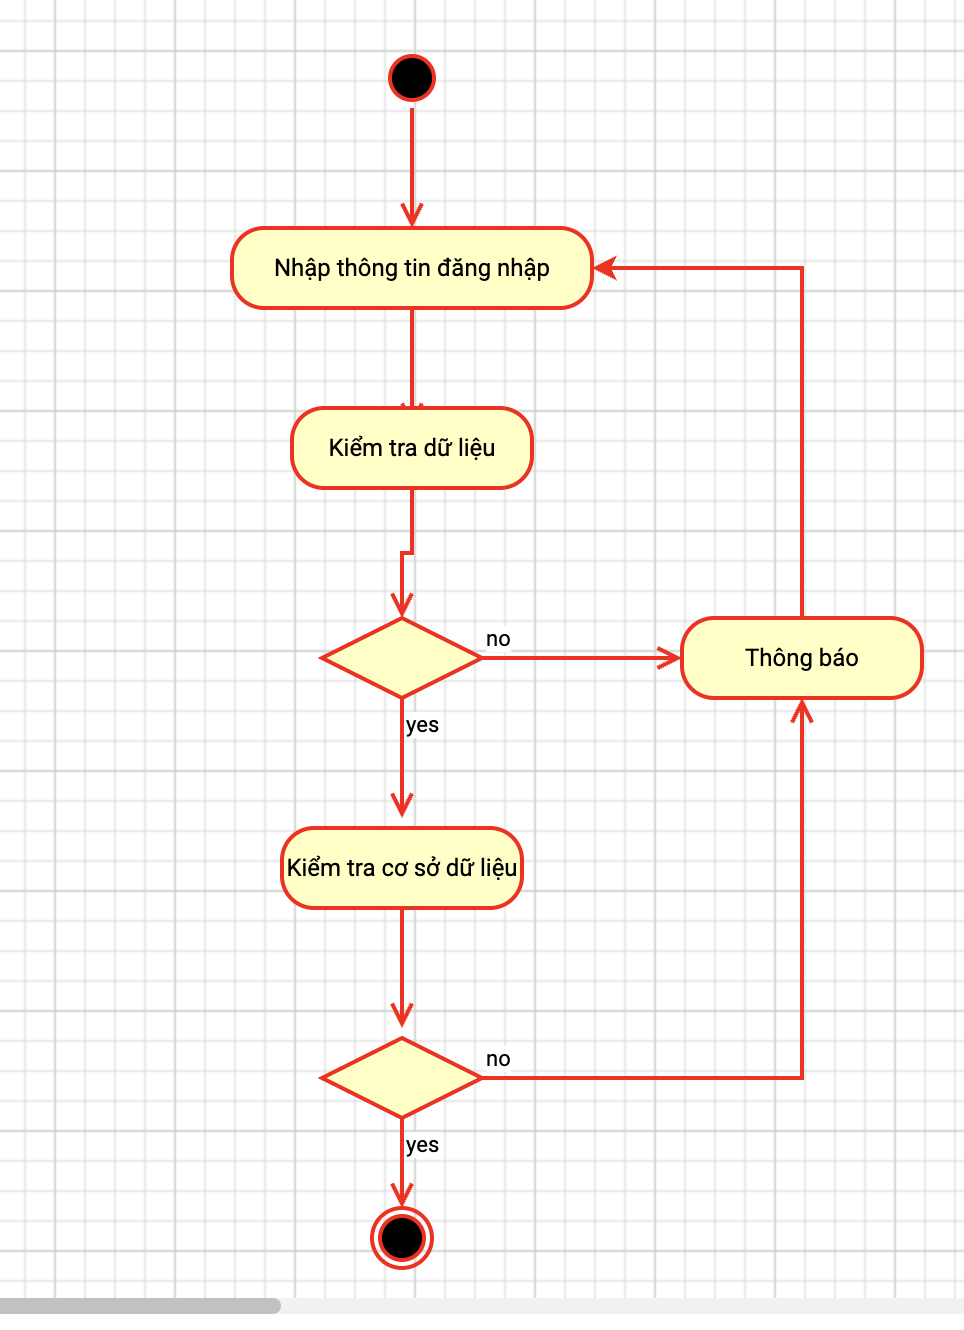 Nhập thông tin đăng nhập
Kiểm tra dữ liệu
no
Thông báo
yes
Kiểm tra cơ sở dữ liệu
no
yes